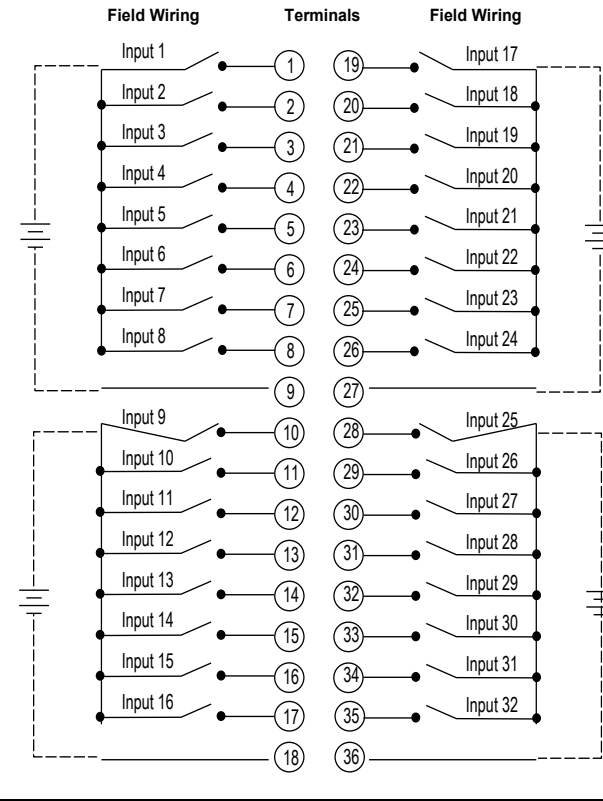 Field Wiring Terminals Field Wiring
Input 1 1 19 Input 17
Input 2 2 20 Input 18
Input 3 3 21 Input 19
Input 4 4 22 Input 20
Input 5 5 23 Input 21
Input 6 6 24 Input 22
Input 7 7 25 Input 23
Input 8 8 26 Input 24
9 27
Input 9 10 28 Input 25
Input 10 11 29 Input 26
Input 11 12 30 Input 27
Input 12 13 31 Input 28
Input 13 14 32 Input 29
Input 14 15 33 Input 30
Input 15 16 34 Input 31
Input 16 17 35 Input 32
18 36